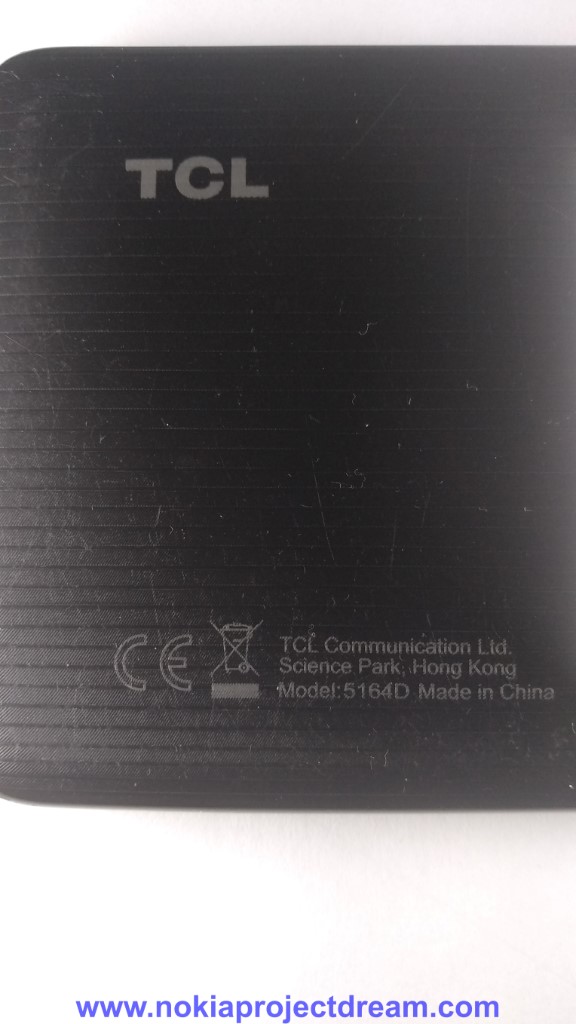 TCL
CE
TCL Communication Ltd.
Science Park, Hong Kong
Model:5164D Made in China
www.nokiaprojectdream.com